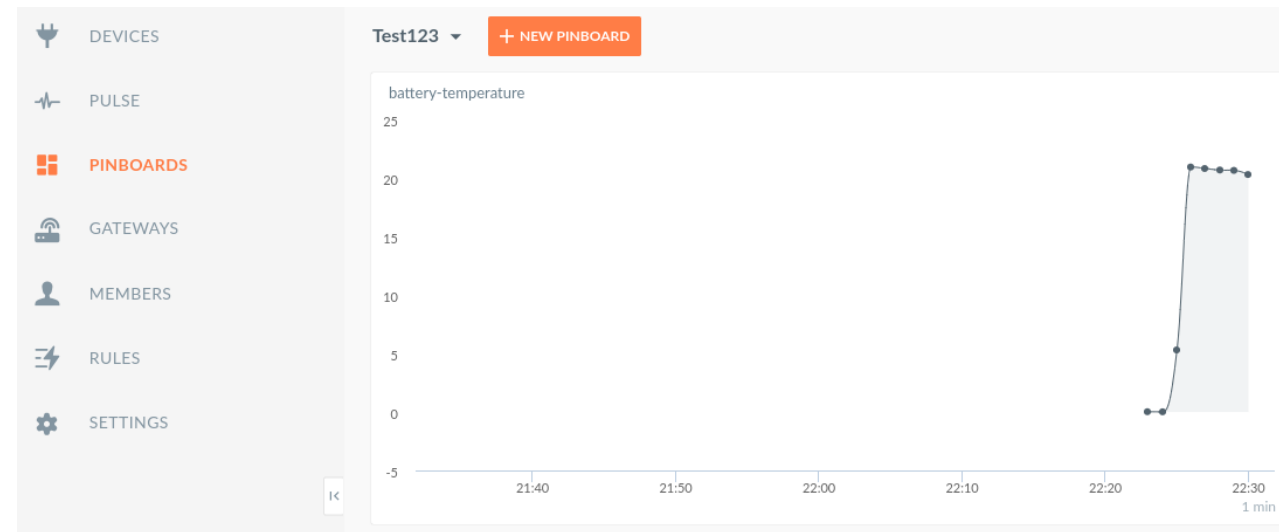 DEVICES
PULSE
PINBOARDS
GATEWAYS
MEMBERS
RULES
SETTINGS
Test123
+ NEW PINBOARD
battery-temperature
25
20
15
10
5
0
-5
21:40 21:50 22:00 22:10 22:20 22:30
1 min